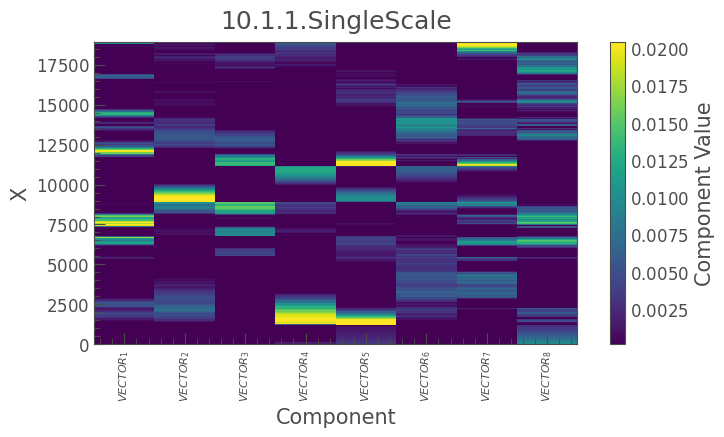 10.1.1.SingleScale
X
17500
15000
12500
10000
7500
5000
2500
0
VECTOR1
VECTOR2
VECTOR3
VECTOR4
VECTOR5
VECTOR6
VECTOR7
VECTOR8
Component
0.0200
0.0175
0.0150
0.0125
0.0100
0.0075
0.0050
0.0025
Component Value